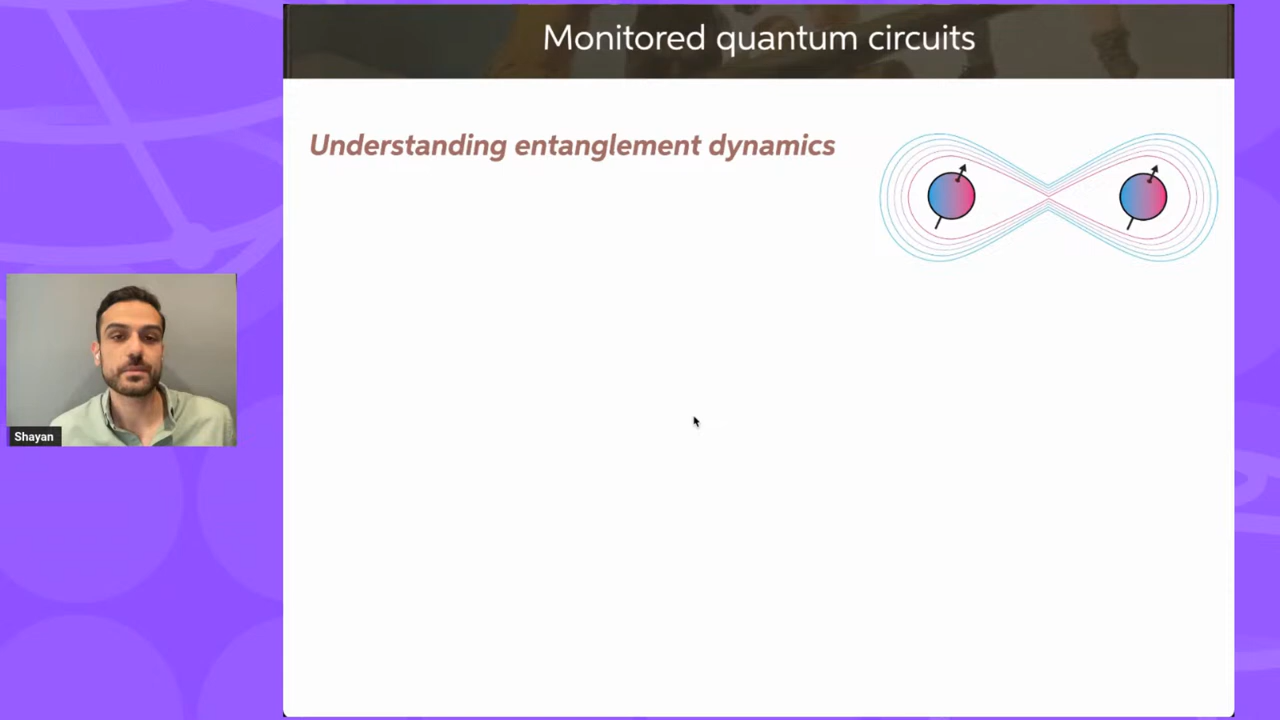 Monitored quantum circuits
Understanding entanglement dynamics
Shayan